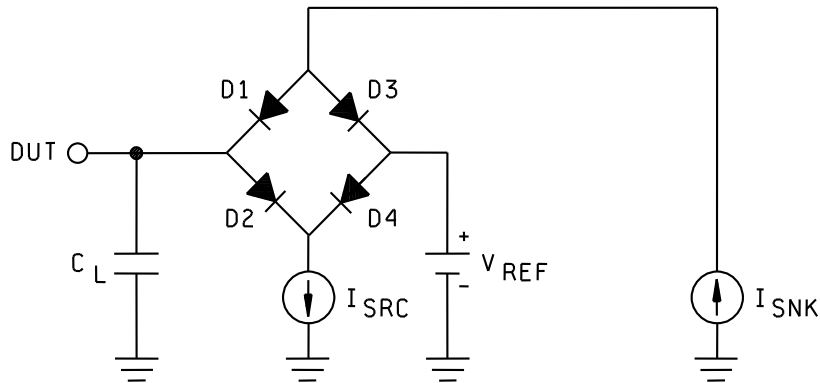 D1
D3
DUT
D2
D4
C L
+
V REF
-
I SRC
I SNK